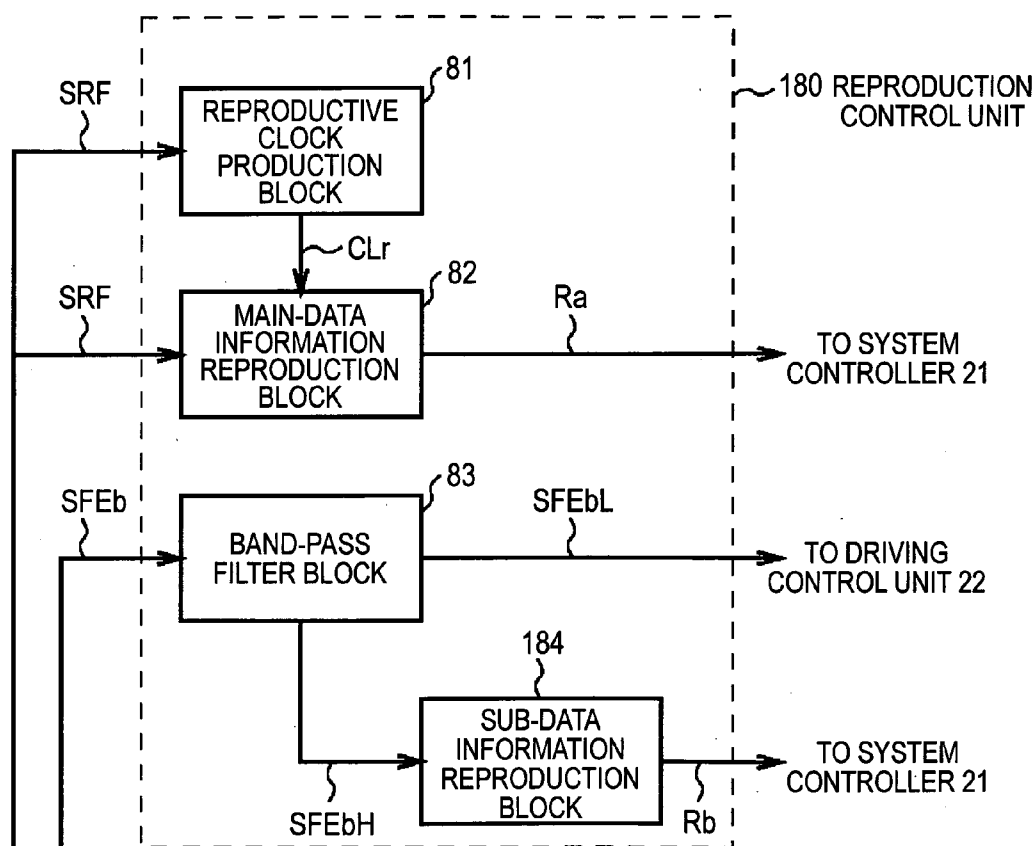 81
SRF
REPRODUCTIVE
CLOCK
PRODUCTION
BLOCK
180 REPRODUCTION
CONTROL UNIT
CLr
82
SRF
MAIN-DATA
INFORMATION
REPRODUCTION
BLOCK
Ra
TO SYSTEM
CONTROLLER 21
83
SFEb
BAND-PASS
FILTER BLOCK
SFEbL
TO DRIVING
CONTROL UNIT 22
184
SUB-DATA
INFORMATION
REPRODUCTION
BLOCK
TO SYSTEM
CONTROLLER 21
SFEbH
Rb